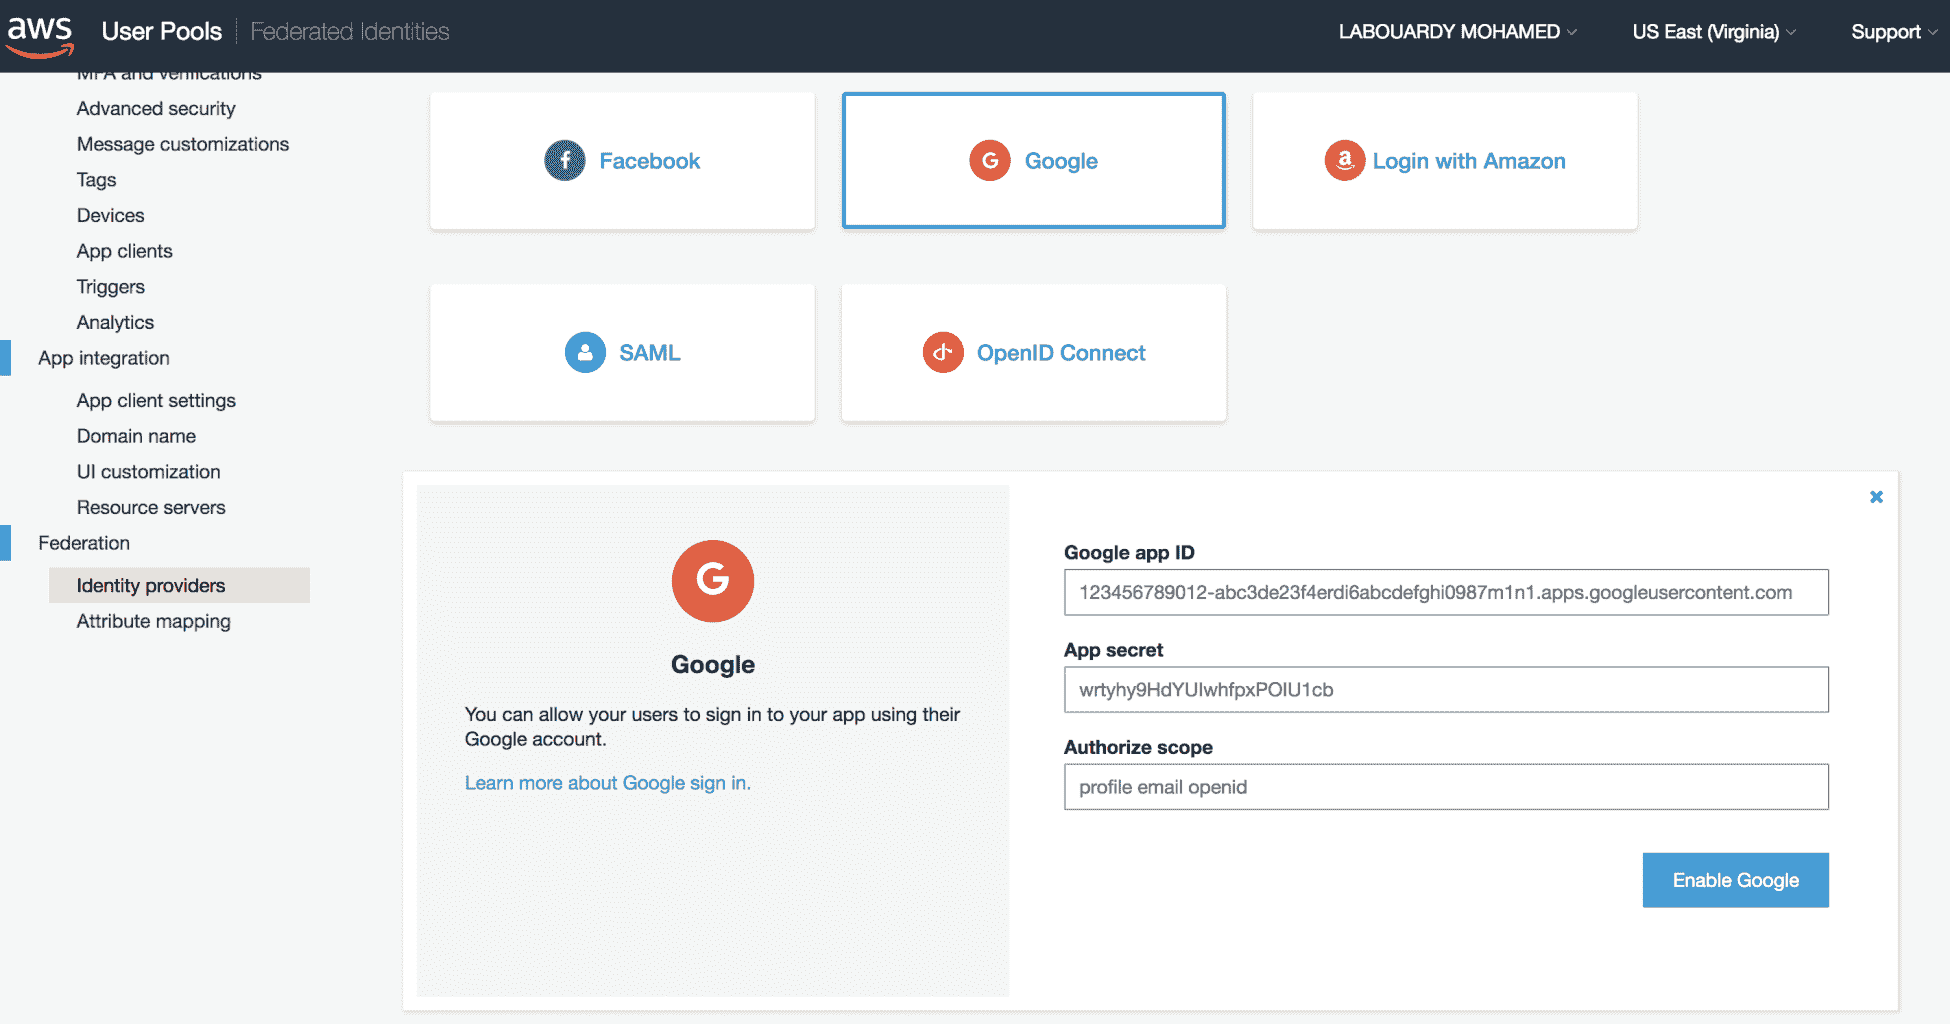 aws User Pools Federated Identities LABOUARDY MOHAMED US East (Virginia) Support
MFA and verifications
Advanced security
Message customizations
Tags
Devices
App clients
Triggers
Analytics
App integration
App client settings
Domain name
UI customization
Resource servers
Federation
Identity providers
Attribute mapping
Facebook
Google
Login with Amazon
SAML
OpenID Connect
Google
You can allow your users to sign in to your app using their
Google account.
Learn more about Google sign in.
Google app ID
123456789012-abc3de23f4erdi6abcdefghi0987m1n1.apps.googleusercontent.com
App secret
wrtyhy9HdYUIwhfpxPOIU1cb
Authorize scope
profile email openid
Enable Google